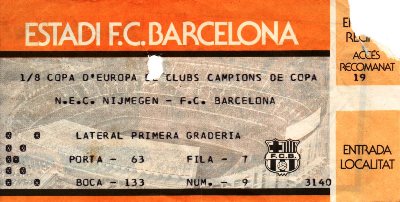 ESTADI F.C. BARCELONA
1/8 COPA D'EUROPA DE CLUBS CAMPIONS DE COPA
N.E.C. NIJMEGEN - F.C. BARCELONA
LATERAL PRIMERA GRADERIA
PORTA - 63 FILA - 7
BOCA - 133 NUM. - 9 3140
F.C.B.
ACCÉS
RECOMANAT
19
ENTRADA
LOCALITAT